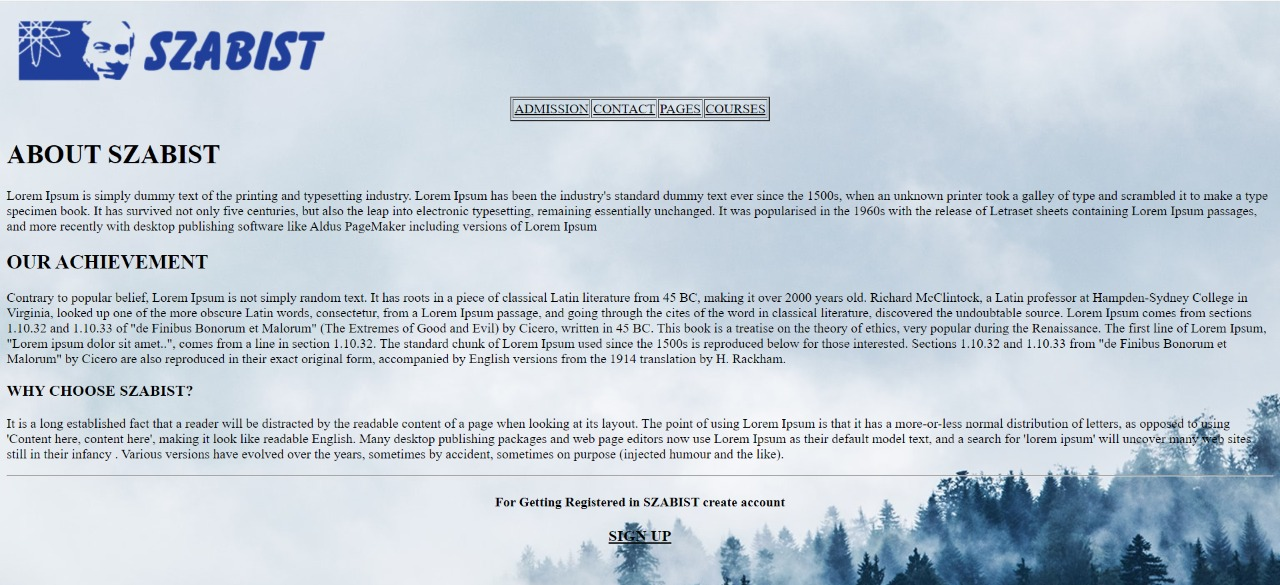 SZABIST
ADMISSION CONTACT PAGES COURSES
ABOUT SZABIST
Lorem Ipsum is simply dummy text of the printing and typesetting industry. Lorem Ipsum has been the industry's standard dummy text ever since the 1500s, when an unknown printer took a galley of type and scrambled it to make a type
specimen book. It has survived not only five centuries, but also the leap into electronic typesetting, remaining essentially unchanged. It was popularised in the 1960s with the release of Letraset sheets containing Lorem Ipsum passages,
and more recently with desktop publishing software like Aldus PageMaker including versions of Lorem Ipsum
OUR ACHIEVEMENT
Contrary to popular belief, Lorem Ipsum is not simply random text. It has roots in a piece of classical Latin literature from 45 BC, making it over 2000 years old. Richard McClintock, a Latin professor at Hampden-Sydney College in
Virginia, looked up one of the more obscure Latin words, consectetur, from a Lorem Ipsum passage, and going through the cites of the word in classical literature, discovered the undoubtable source. Lorem Ipsum comes from sections
1.10.32 and 1.10.33 of "de Finibus Bonorum et Malorum" (The Extremes of Good and Evil) by Cicero, written in 45 BC. This book is a treatise on the theory of ethics, very popular during the Renaissance. The first line of Lorem Ipsum,
"Lorem ipsum dolor sit amet..", comes from a line in section 1.10.32. The standard chunk of Lorem Ipsum used since the 1500s is reproduced below for those interested. Sections 1.10.32 and 1.10.33 from "de Finibus Bonorum et
Malorum" by Cicero are also reproduced in their exact original form, accompanied by English versions from the 1914 translation by H. Rackham.
WHY CHOOSE SZABIST?
It is a long established fact that a reader will be distracted by the readable content of a page when looking at its layout. The point of using Lorem Ipsum is that it has a more-or-less normal distribution of letters, as opposed to using
'Content here, content here', making it look like readable English. Many desktop publishing packages and web page editors now use Lorem Ipsum as their default model text, and a search for 'lorem ipsum' will uncover many web sites
still in their infancy . Various versions have evolved over the years, sometimes by accident, sometimes on purpose (injected humour and the like).
For Getting Registered in SZABIST create account
SIGN UP